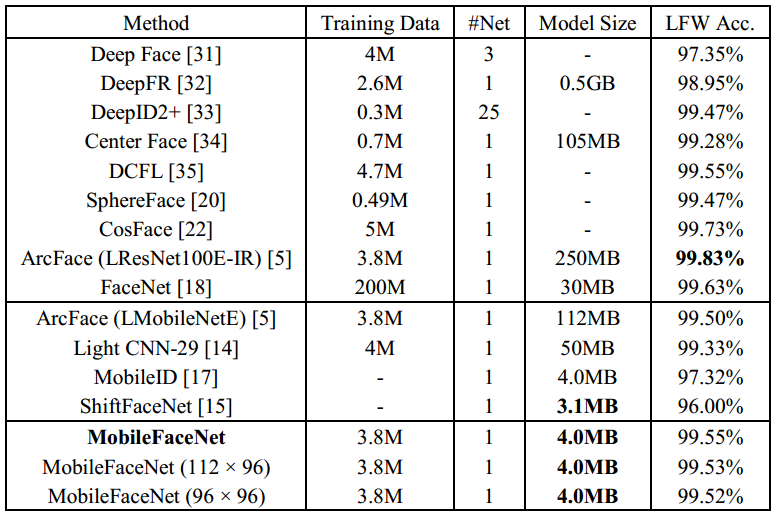 Method Training Data #Net Model Size LFW Acc.
Deep Face [31] 4M 3 - 97.35%
DeepFR [32] 2.6M 1 0.5GB 98.95%
DeepID2+ [33] 0.3M 25 - 99.47%
Center Face [34] 0.7M 1 105MB 99.28%
DCFL [35] 4.7M 1 - 99.55%
SphereFace [20] 0.49M 1 - 99.47%
CosFace [22] 5M 1 - 99.73%
ArcFace (LResNet100E-IR) [5] 3.8M 1 250MB 99.83%
FaceNet [18] 200M 1 30MB 99.63%
ArcFace (LMobileNetE) [5] 3.8M 1 112MB 99.50%
Light CNN-29 [14] 4M 1 50MB 99.33%
MobileID [17] - 1 4.0MB 97.32%
ShiftFaceNet [15] - 1 3.1MB 96.00%
MobileFaceNet 3.8M 1 4.0MB 99.55%
MobileFaceNet (112 × 96) 3.8M 1 4.0MB 99.53%
MobileFaceNet (96 × 96) 3.8M 1 4.0MB 99.52%